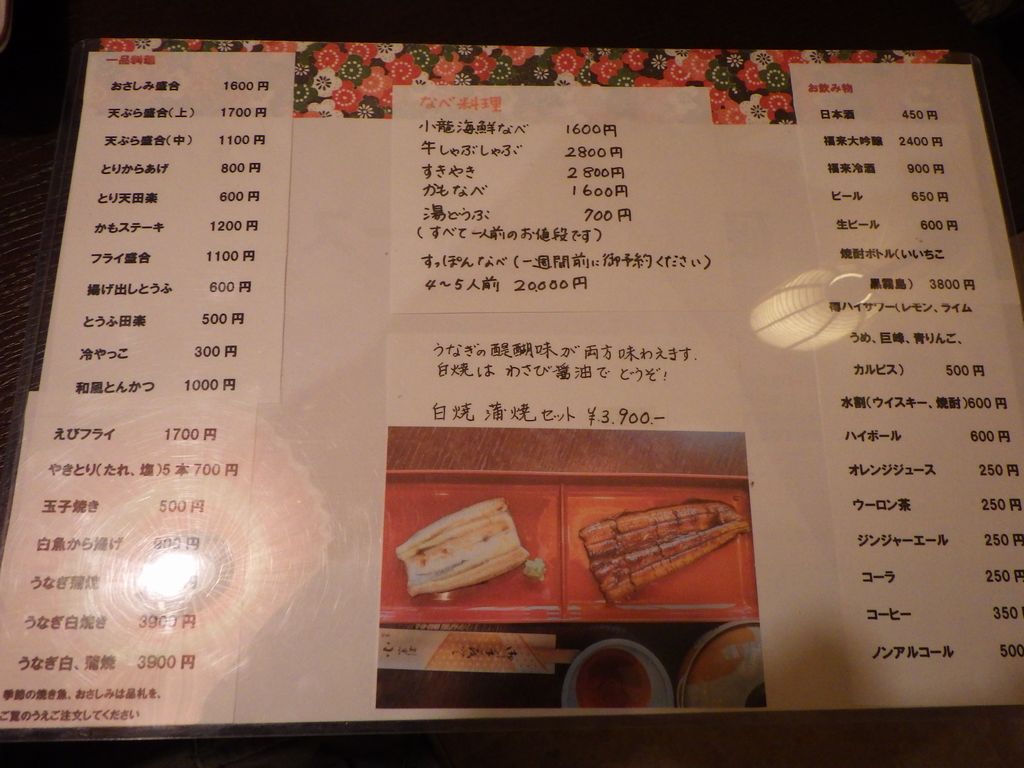 一品料理
おさしみ盛合 1600円
天ぷら盛合(上) 1700円
天ぷら盛合(中) 1100円
とりからあげ 800円
とり天田楽 600円
かもステーキ 1200円
フライ盛合 1100円
揚げ出しとうふ 600円
とうふ田楽 500円
冷やっこ 300円
和風とんかつ 1000円
えびフライ 1700円
やきとり(たれ、塩)5本700円
玉子焼き 500円
白魚から揚げ 円
うなぎ蒲焼
うなぎ白焼き 3900円
うなぎ白、蒲焼 3900円
季節の焼き魚、おさしみは品札を、
ご覧のうえご注文してください
なべ料理
小龍海鮮なべ 1600円
牛しゃぶしゃぶ 2800円
すきやき 2800円
かもなべ 1600円
湯どうふ 700円
(すべて一人前のお値段です)
すっぽんなべ(一週間前に御予約ください)
4〜5人前 20,000円
うなぎの醍醐味が両方味わえます.
白焼は わさび醤油で どうぞ!
白焼 蒲焼セット ¥3.900.-
お飲み物
日本酒 450円
福来大吟醸 2400円
福来冷酒 900円
ビール 650円
生ビール 600円
焼酎ボトル(いいちこ
黒霧島) 3800円
樽ハイサワー(レモン、ライム
うめ、巨峰、青りんご、
カルピス) 500円
水割(ウイスキー、焼酎)600円
ハイボール 600円
オレンジジュース 250円
ウーロン茶 250円
ジンジャーエール 250円
コーラ 250円
コーヒー 350
ノンアルコール 500